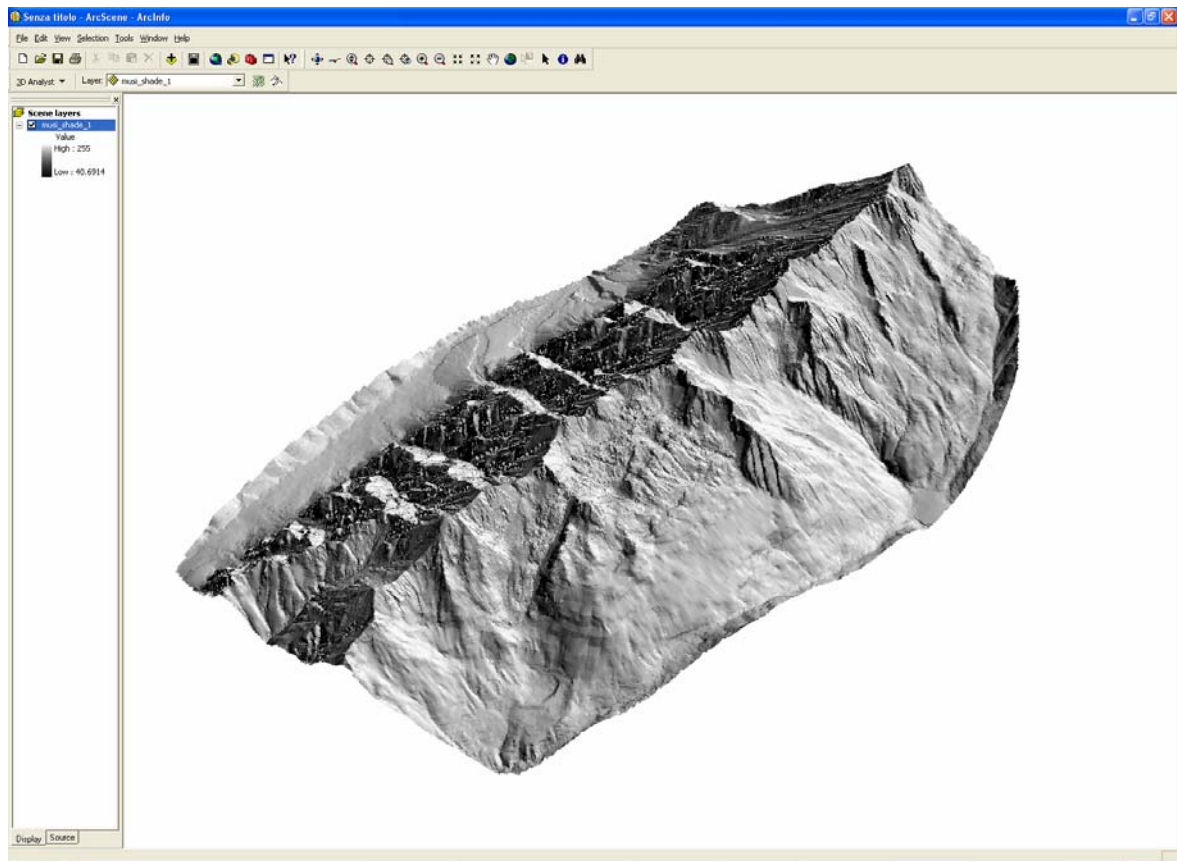 Senza titolo - ArcScene - ArcInfo
File Edit View Selection Tools Window Help
3D Analyst Layer: musi_shade_1
Scene layers
musi_shade_1
Value
High : 255
Low : 40.6914
Display Source